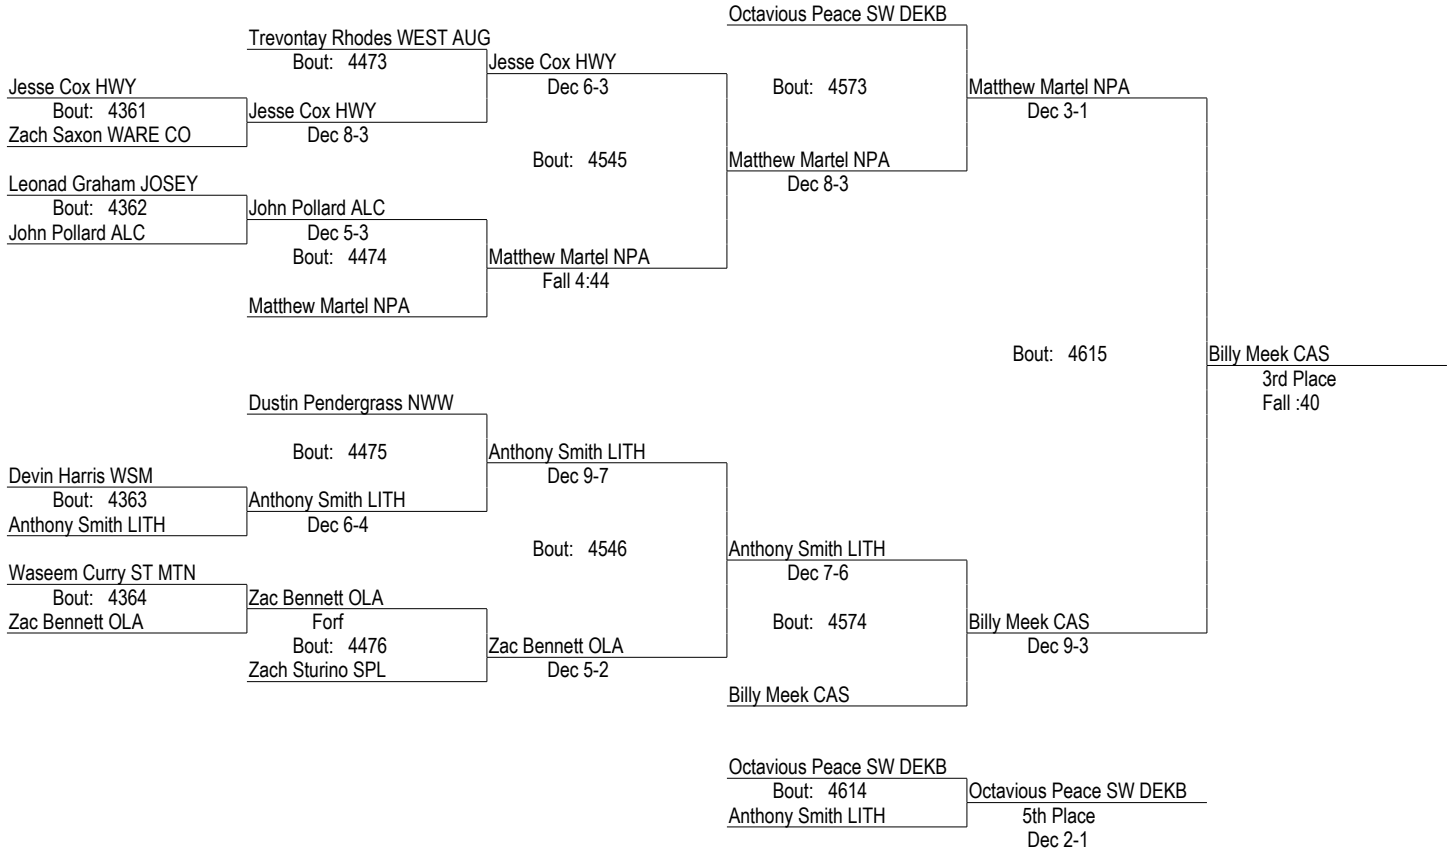 Octavious Peace SW DEKB
Trevontay Rhodes WEST AUG
Bout: 4473
Jesse Cox HWY
Dec 6-3
Bout: 4573
Jesse Cox HWY
Matthew Martel NPA
Bout: 4361
Jesse Cox HWY
Dec 3-1
Zach Saxon WARE CO
Dec 8-3
Bout: 4545
Matthew Martel NPA
Dec 8-3
Leonad Graham JOSEY
Bout: 4362
John Pollard ALC
John Pollard ALC
Dec 5-3
Bout: 4474
Matthew Martel NPA
Fall 4:44
Matthew Martel NPA
Bout: 4615
Billy Meek CAS
3rd Place
Fall :40
Dustin Pendergrass NWW
Bout: 4475
Anthony Smith LITH
Dec 9-7
Devin Harris WSM
Bout: 4363
Anthony Smith LITH
Anthony Smith LITH
Dec 6-4
Bout: 4546
Anthony Smith LITH
Dec 7-6
Waseem Curry ST MTN
Bout: 4364
Zac Bennett OLA
Zac Bennett OLA
Forf
Bout: 4574
Billy Meek CAS
Bout: 4476
Zac Bennett OLA
Dec 9-3
Zach Sturino SPL
Dec 5-2
Billy Meek CAS
Octavious Peace SW DEKB
Bout: 4614
Octavious Peace SW DEKB
Anthony Smith LITH
5th Place
Dec 2-1